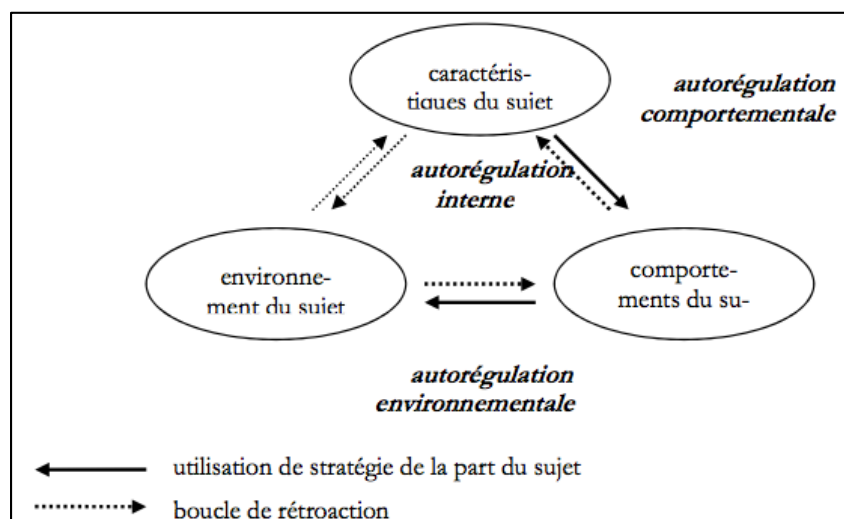 caractéris-
tiques du sujet
autorégulation
comportementale
autorégulation
interne
environne-
ment du sujet
comporte-
ments du su-
autorégulation
environnementale
utilisation de stratégie de la part du sujet
boucle de rétroaction